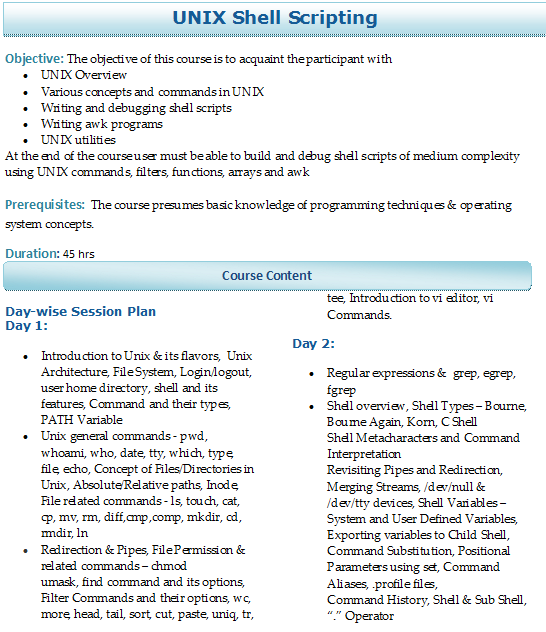 UNIX Shell Scripting
Objective: The objective of this course is to acquaint the participant with
• UNIX Overview
• Various concepts and commands in UNIX
• Writing and debugging shell scripts
• Writing awk programs
• UNIX utilities
At the end of the course user must be able to build and debug shell scripts of medium complexity
using UNIX commands, filters, functions, arrays and awk
Prerequisites: The course presumes basic knowledge of programming techniques & operating
system concepts.
Duration: 45 hrs
Course Content
Day-wise Session Plan
Day 1:
• Introduction to Unix & its flavors, Unix
Architecture, File System, Login/logout,
user home directory, shell and its
features, Command and their types,
PATH Variable
• Unix general commands - pwd,
whoami, who, date, tty, which, type,
file, echo, Concept of Files/Directories in
Unix, Absolute/Relative paths, Inode,
File related commands - ls, touch, cat,
cp, mv, rm, diff,cmp,comp, mkdir, cd,
rmdir, ln
• Redirection & Pipes, File Permission &
related commands – chmod
umask, find command and its options,
Filter Commands and their options, wc,
more, head, tail, sort, cut, paste, uniq, tr,
tee, Introduction to vi editor, vi
Commands.
Day 2:
• Regular expressions & grep, egrep,
fgrep
• Shell overview, Shell Types – Bourne,
Bourne Again, Korn, C Shell
Shell Metacharacters and Command
Interpretation
Revisiting Pipes and Redirection,
Merging Streams, /dev/null &
/dev/tty devices, Shell Variables –
System and User Defined Variables,
Exporting variables to Child Shell,
Command Substitution, Positional
Parameters using set, Command
Aliases, .profile files,
Command History, Shell & Sub Shell,
“.” Operator